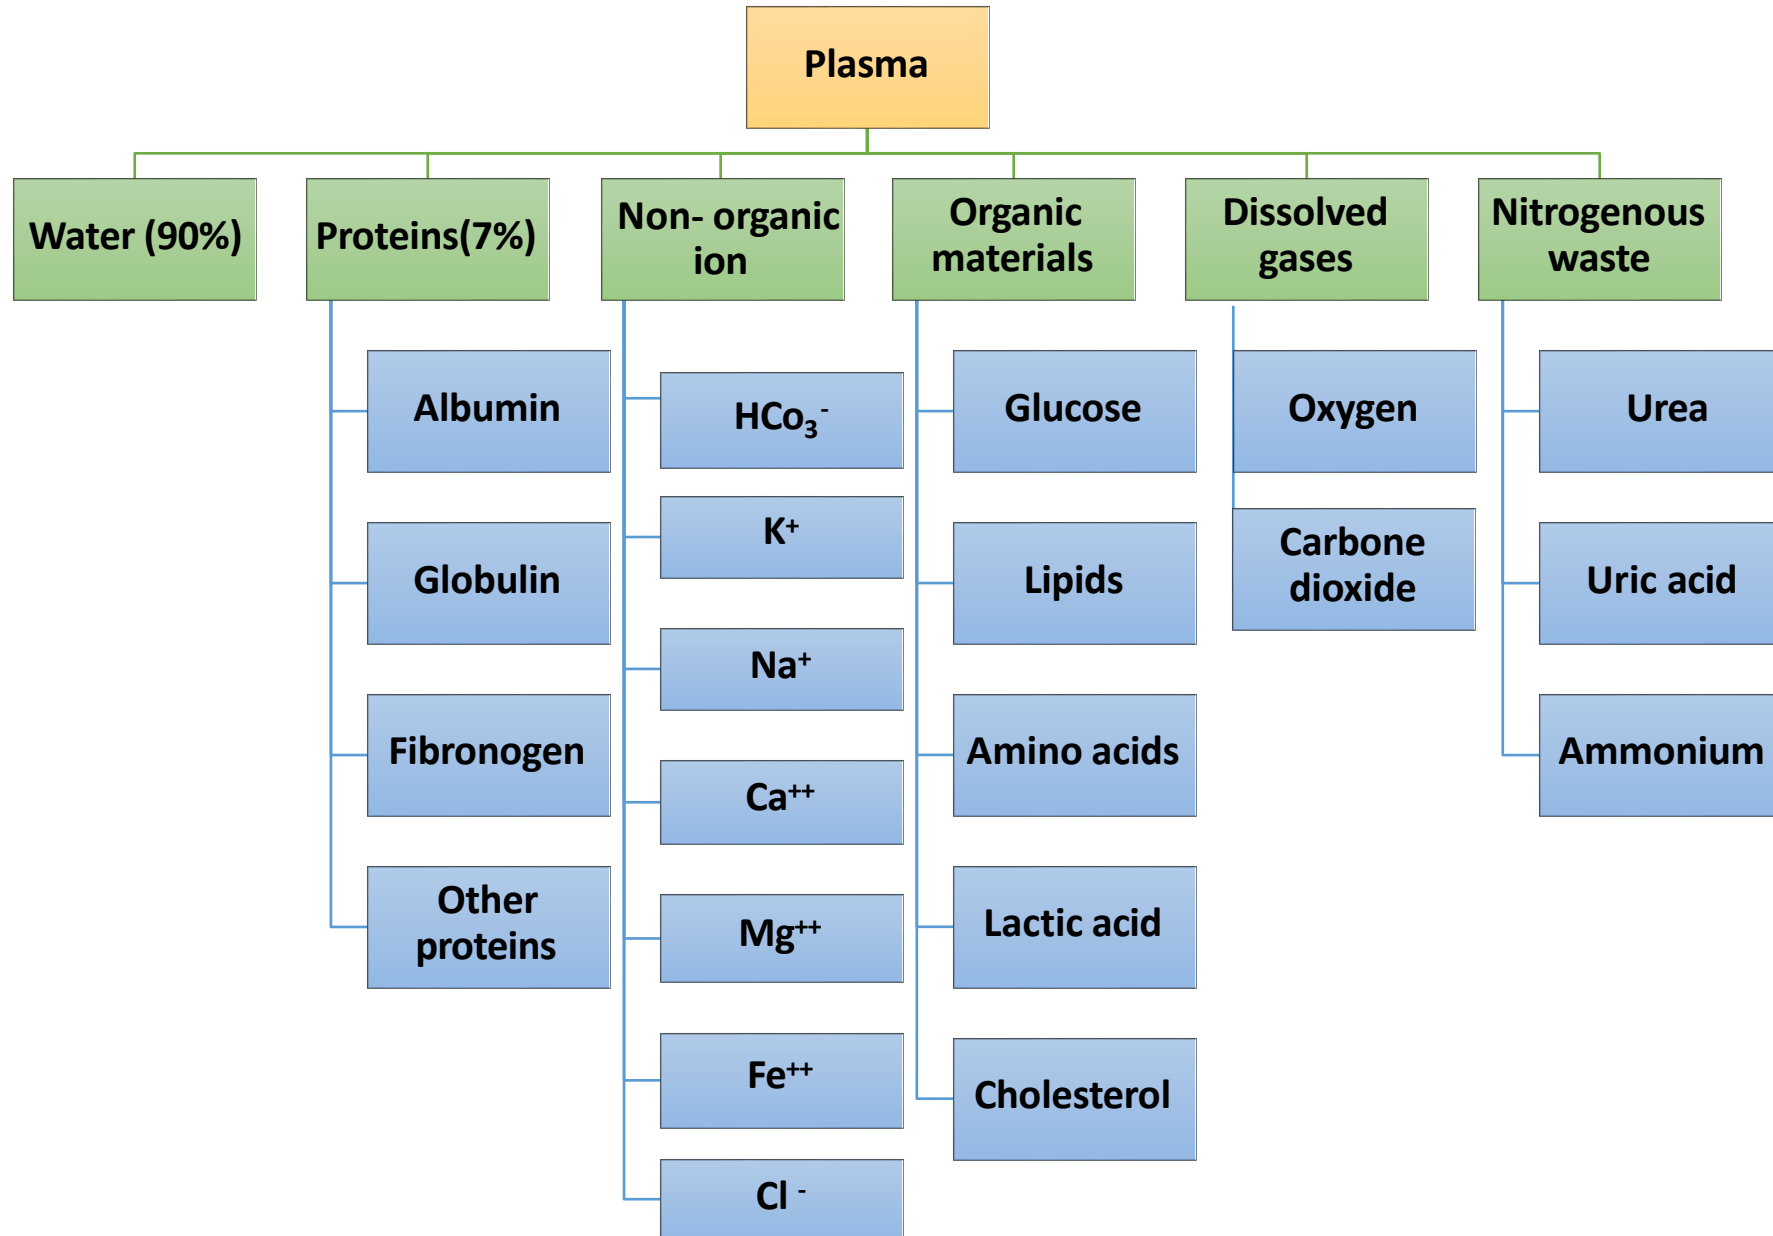 Plasma
Water (90%)
Proteins(7%)
Non- organic
ion
Organic
materials
Dissolved
gases
Nitrogenous
waste
Albumin
Globulin
Fibronogen
Other
proteins
HCo₃⁻
K⁺
Na⁺
Ca⁺⁺
Mg⁺⁺
Fe⁺⁺
Cl ⁻
Glucose
Lipids
Amino acids
Lactic acid
Cholesterol
Oxygen
Carbone
dioxide
Urea
Uric acid
Ammonium